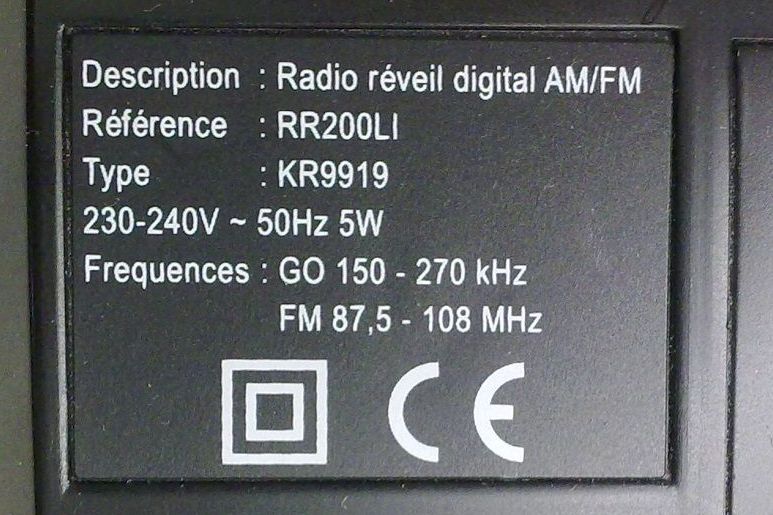 Description : Radio réveil digital AM/FM
Référence : RR200LI
Type : KR9919
230-240V ~ 50Hz 5W
Frequences : GO 150 - 270 kHz
FM 87,5 - 108 MHz
CE